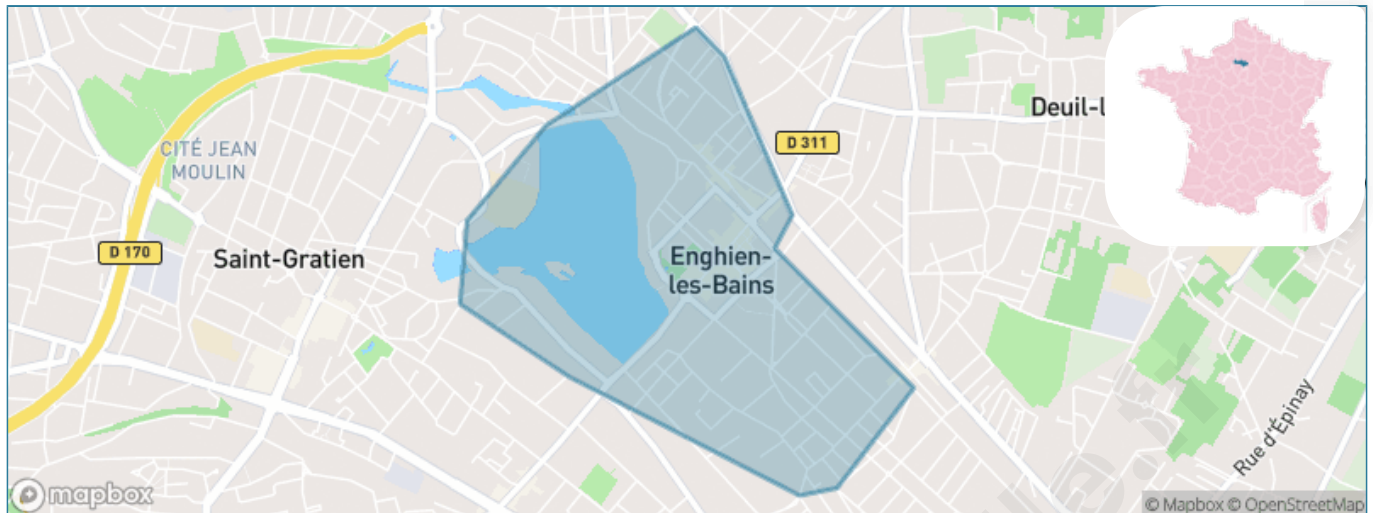 Deuil-l
D 311
CITÉ JEAN
MOULIN
D 170
Saint-Gratien
Enghien-
les-Bains
Rue d'Épinay
mapbox
© Mapbox © OpenStreetMap